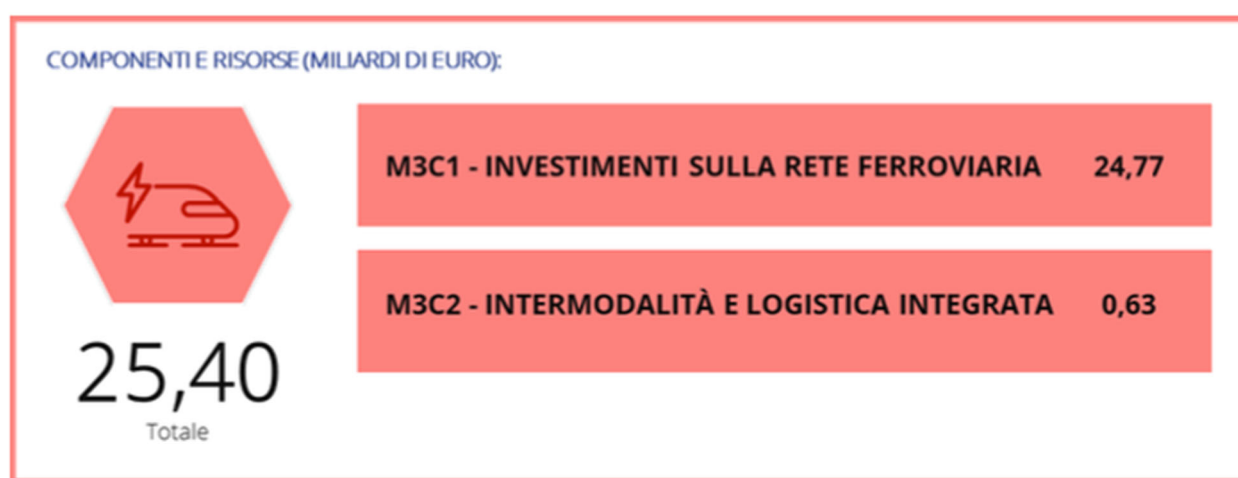 COMPONENTI E RISORSE (MILIARDI DI EURO):
M3C1 - INVESTIMENTI SULLA RETE FERROVIARIA 24,77
M3C2 - INTERMODALITÀ E LOGISTICA INTEGRATA 0,63
25,40
Totale